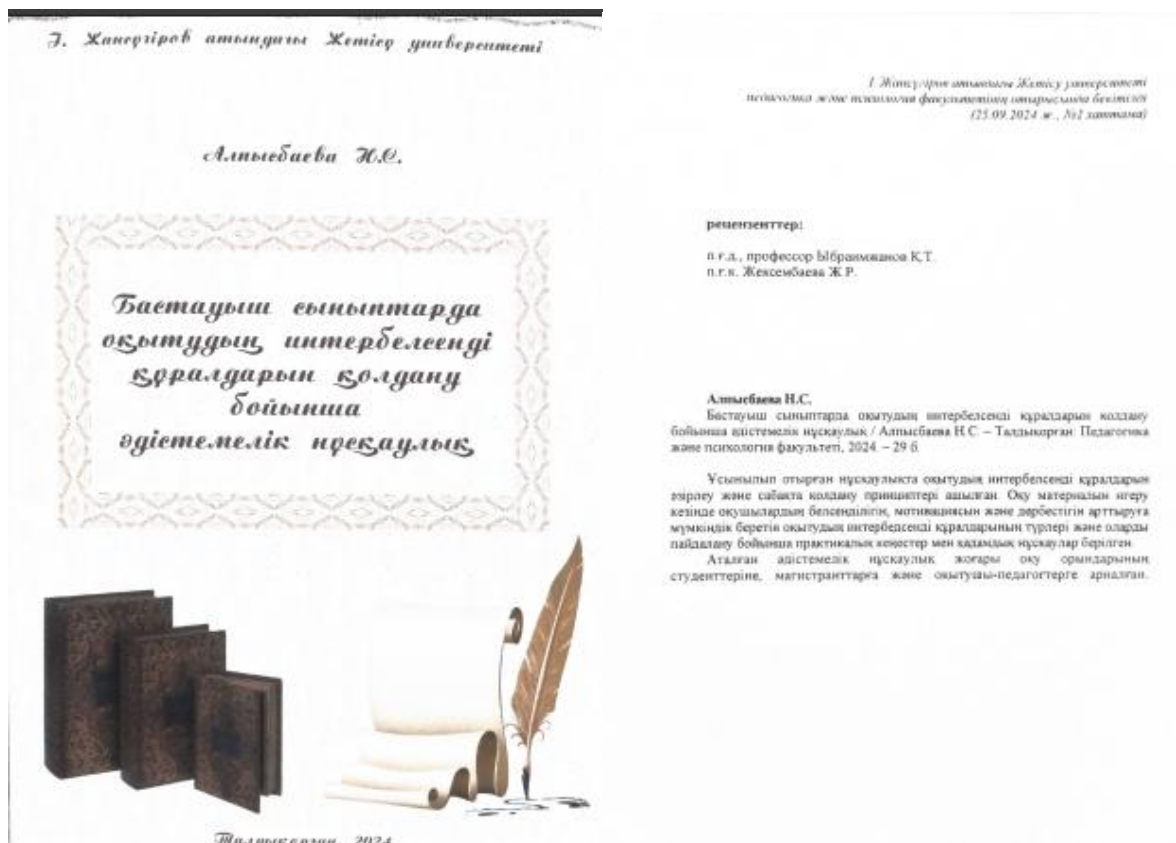 І. Жансүгіров атындағы Жетісу университеті
Алпысбаева Н.С.
Бастауыш сыныптарда
оқытудың интербелсенді
құралдарын қолдану
бойынша
әдістемелік нұсқаулық
Талдықорған 2024
І. Жансүгіров атындағы Жетісу университеті
педагогика және психология факультетінің отырысында бекітілген
(25.09.2024 ж., №2 хаттама)
рецензенттер:
п.ғ.д., профессор Ыбраимжанов Қ.Т.
п.ғ.к. Жексембаева Ж.Р.
Алпысбаева Н.С.
Бастауыш сыныптарда оқытудың интербелсенді құралдарын қолдану
бойынша әдістемелік нұсқаулық / Алпысбаева Н.С. – Талдықорған: Педагогика
және психология факультеті, 2024. – 29 б.
Ұсынылып отырған нұсқаулықта оқытудың интербелсенді құралдарын
әзірлеу және сабақта қолдану принциптері ашылған. Оқу материалын игеру
кезінде оқушылардың белсенділігін, мотивациясын және дербестігін арттыруға
мүмкіндік беретін оқытудың интербелсенді құралдарының түрлері және оларды
пайдалану бойынша практикалық кеңестер мен қадамдық нұсқаулар берілген.
Аталған әдістемелік нұсқаулық жоғары оқу орындарының
студенттеріне, магистранттарға және оқытушы-педагогтерге арналған.